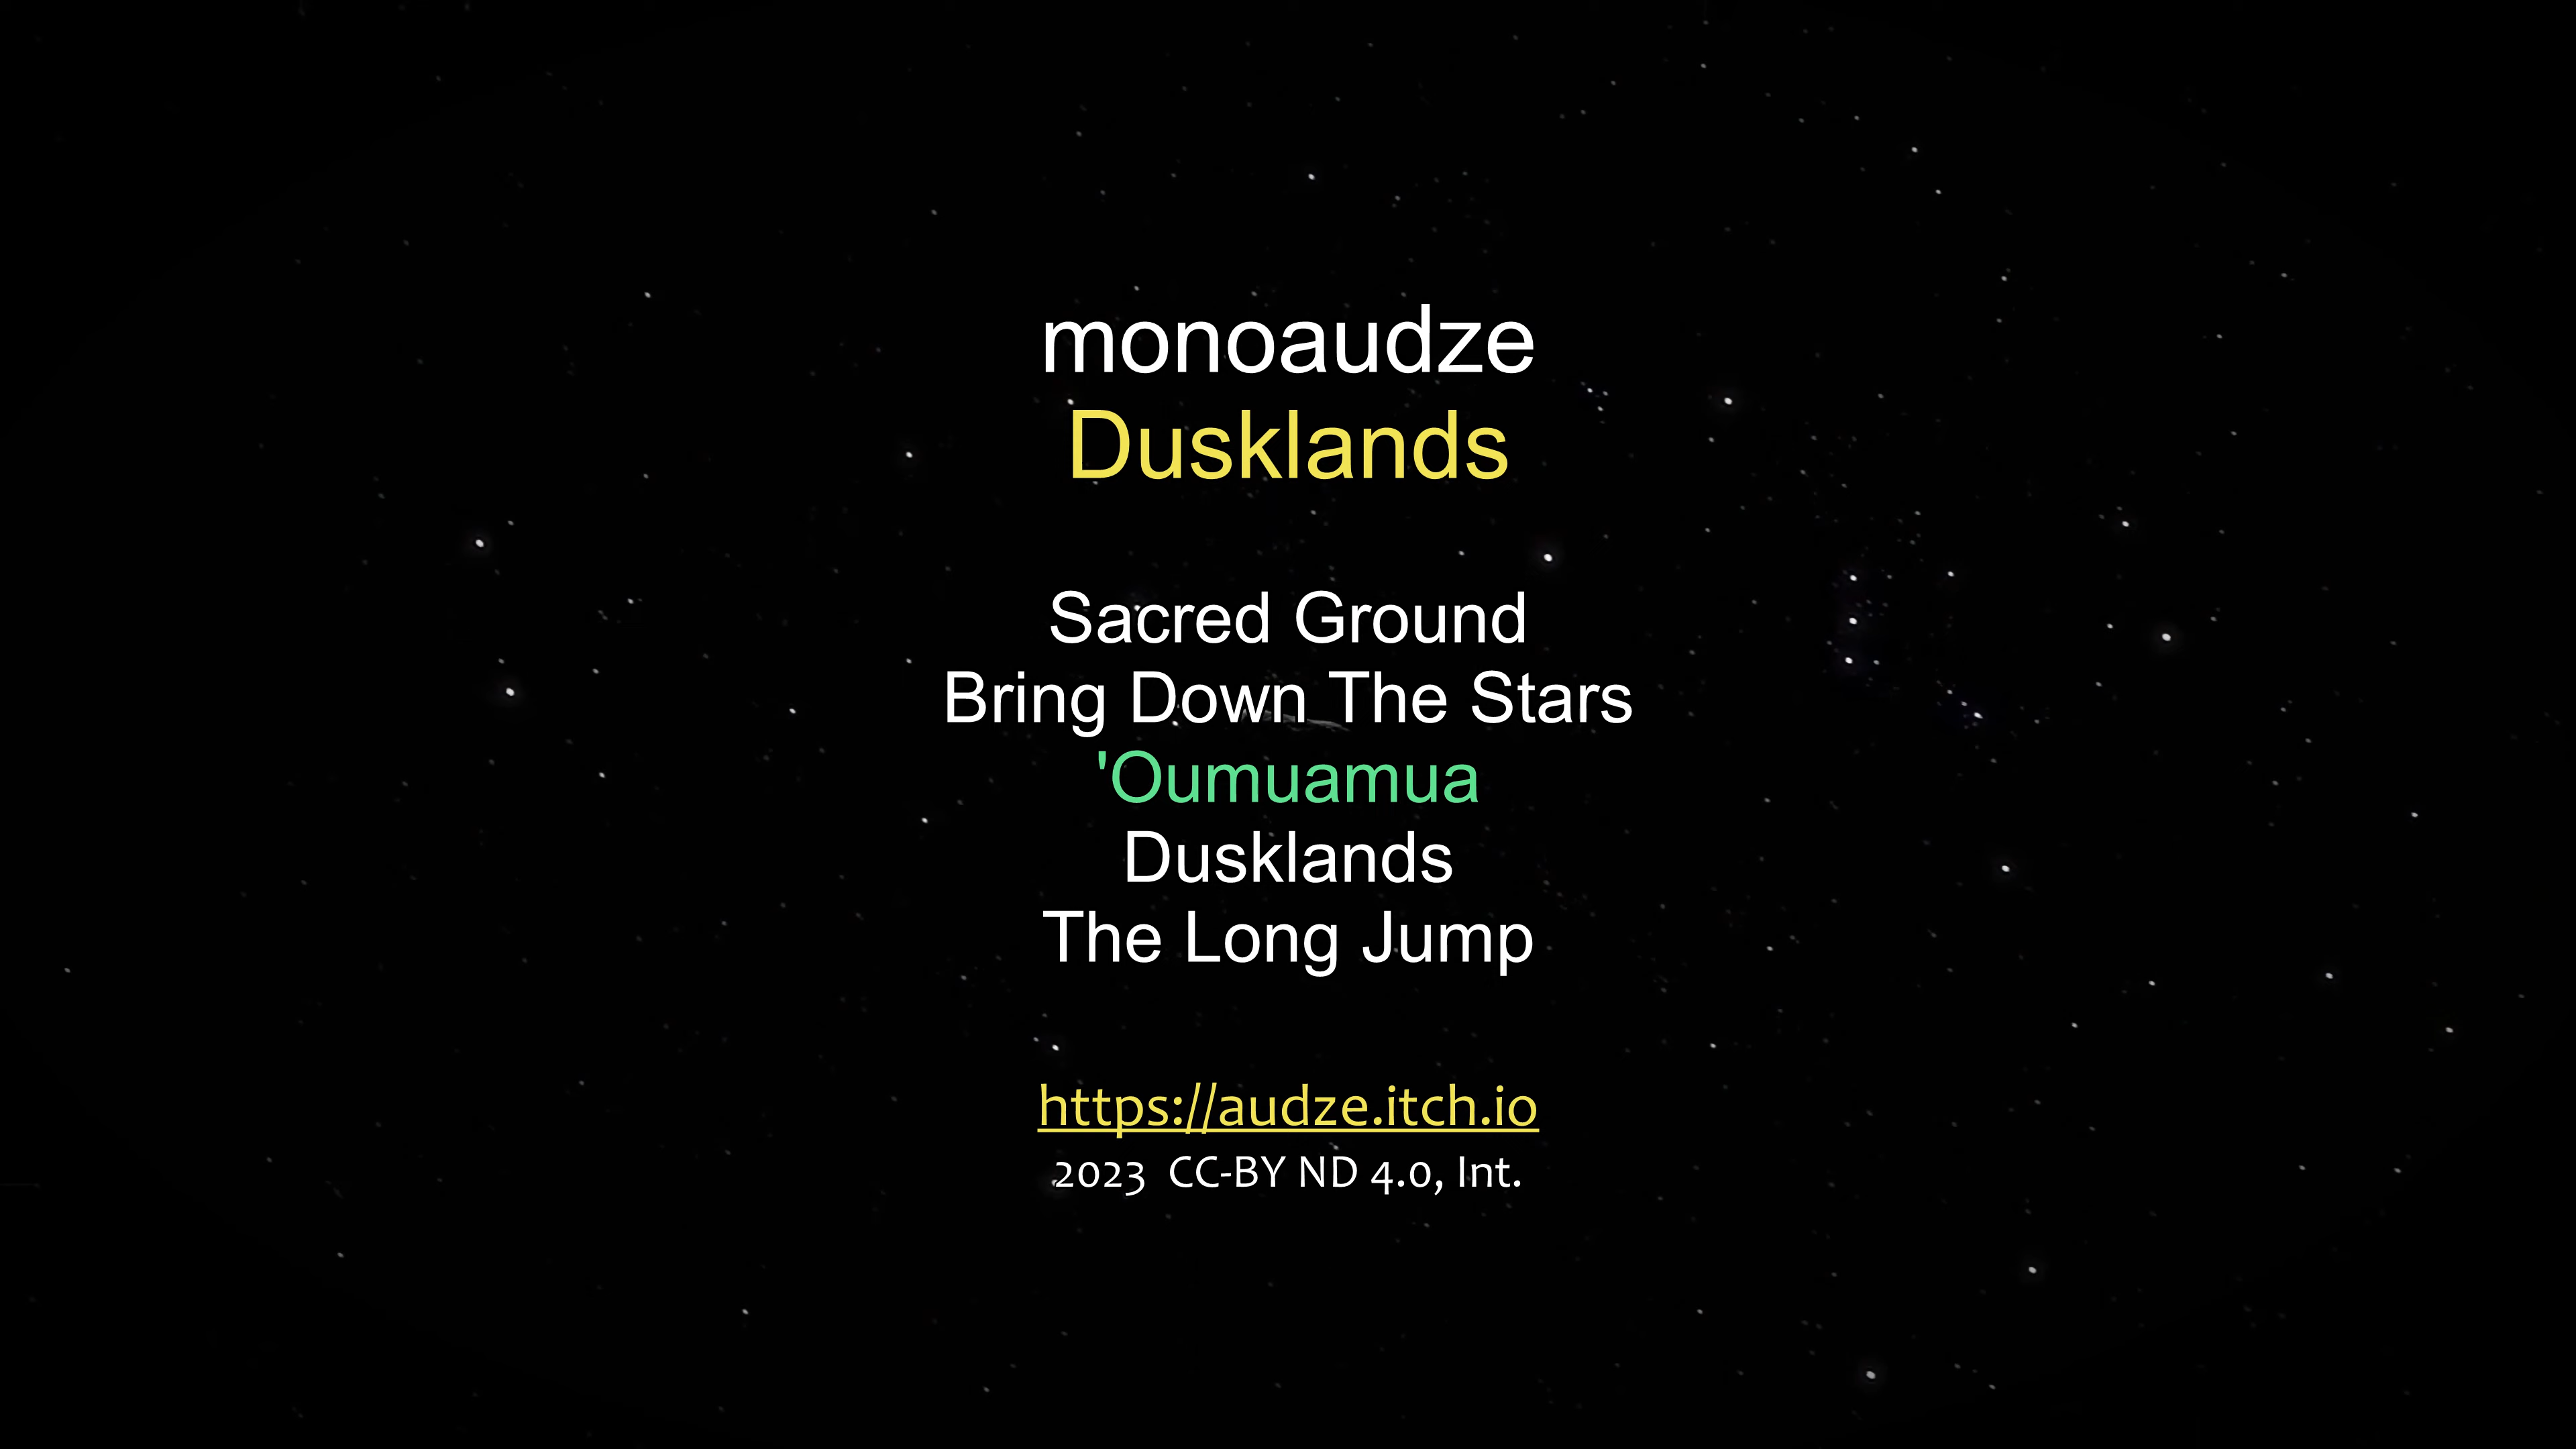 monoaudze
Dusklands
Sacred Ground
Bring Down The Stars
'Oumuamua
Dusklands
The Long Jump
https://audze.itch.io
2023  CC-BY ND 4.0, Int.